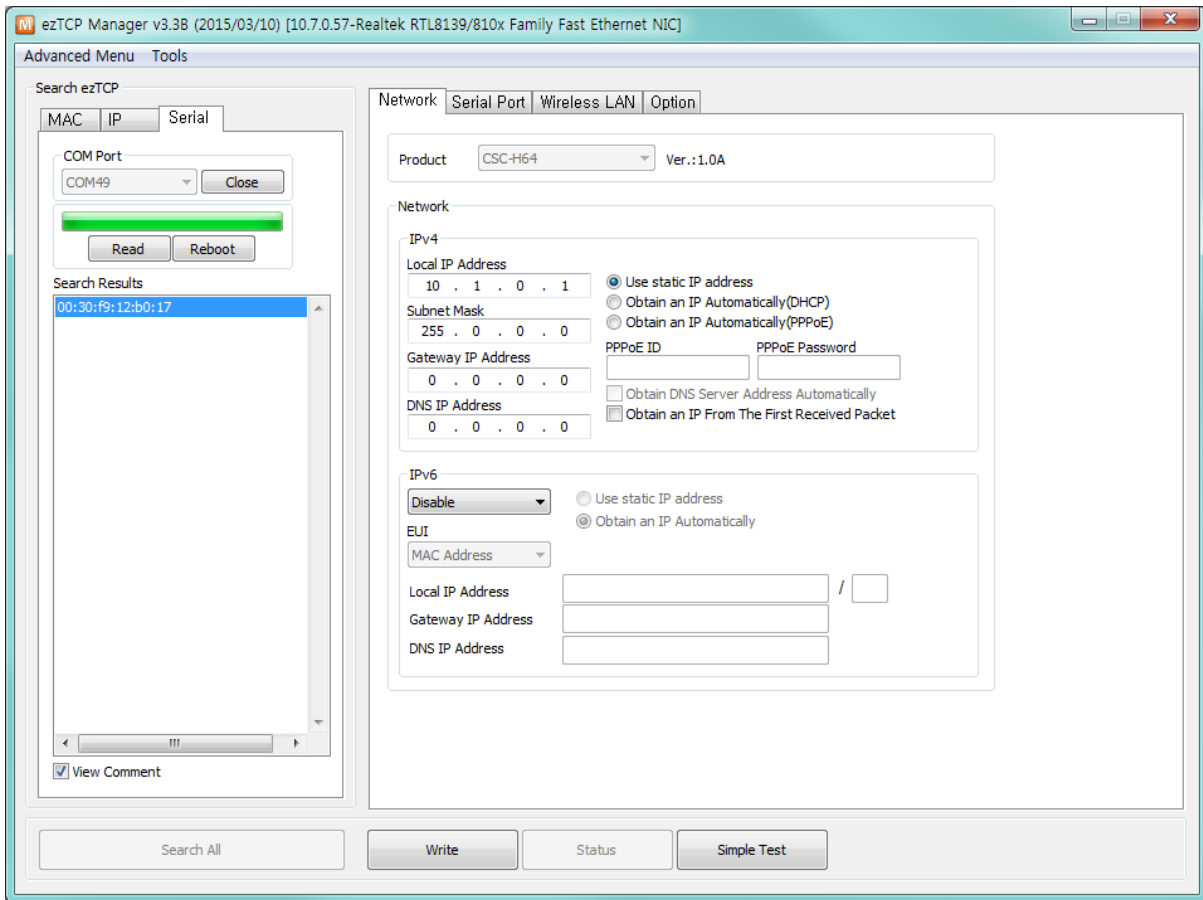 ezTCP Manager v3.3B (2015/03/10) [10.7.0.57-Realtek RTL8139/810x Family Fast Ethernet NIC]
Advanced Menu Tools
Search ezTCP
MAC IP Serial
COM Port
COM49 Close
Read Reboot
Search Results
00:30:f9:12:b0:17
View Comment
Network Serial Port Wireless LAN Option
Product CSC-H64 Ver.:1.0A
Network
IPv4
Local IP Address
10 . 1 . 0 . 1
Use static IP address
Obtain an IP Automatically(DHCP)
Subnet Mask
255 . 0 . 0 . 0
Obtain an IP Automatically(PPPoE)
Gateway IP Address
0 . 0 . 0 . 0
PPPoE ID PPPoE Password
DNS IP Address
0 . 0 . 0 . 0
Obtain DNS Server Address Automatically
Obtain an IP From The First Received Packet
IPv6
Disable
Use static IP address
Obtain an IP Automatically
EUI
MAC Address
Local IP Address /
Gateway IP Address
DNS IP Address
Search All Write Status Simple Test